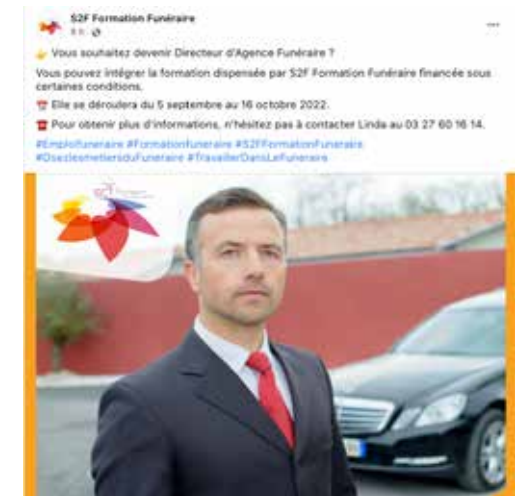 S2F Formation Funéraire
Vous souhaitez devenir Directeur d'Agence Funéraire ?
Vous pouvez intégrer la formation dispensée par S2F Formation Funéraire financée sous
certaines conditions.
Elle se déroulera du 5 septembre au 16 octobre 2022.
Pour obtenir plus d'informations, n'hésitez pas à contacter Linda au 03 27 60 16 14.
#Emploifuneraire #Formationfuneraire #S2FFormationFuneraire
#OsezlesmetiersduFuneraire #TravaillerDansLeFuneraire
S2F